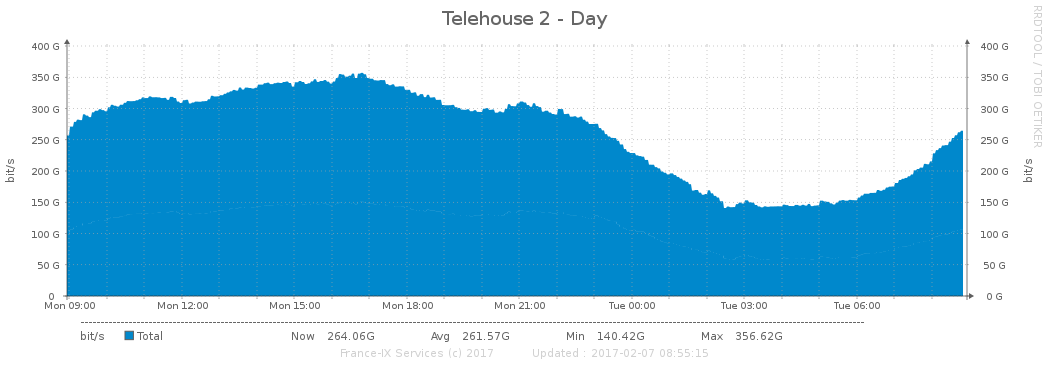 Telehouse 2 - Day
RRDTOOL / TOBI OETIKER
bit/s
bit/s
400 G 400 G
350 G 350 G
300 G 300 G
250 G 250 G
200 G 200 G
150 G 150 G
100 G 100 G
50 G 50 G
0 0 G
Mon 09:00 Mon 12:00 Mon 15:00 Mon 18:00 Mon 21:00 Tue 00:00 Tue 03:00 Tue 06:00
bit/s Total Now 264.06G Avg 261.57G Min 140.42G Max 356.62G
France-IX Services (c) 2017 Updated : 2017-02-07 08:55:15